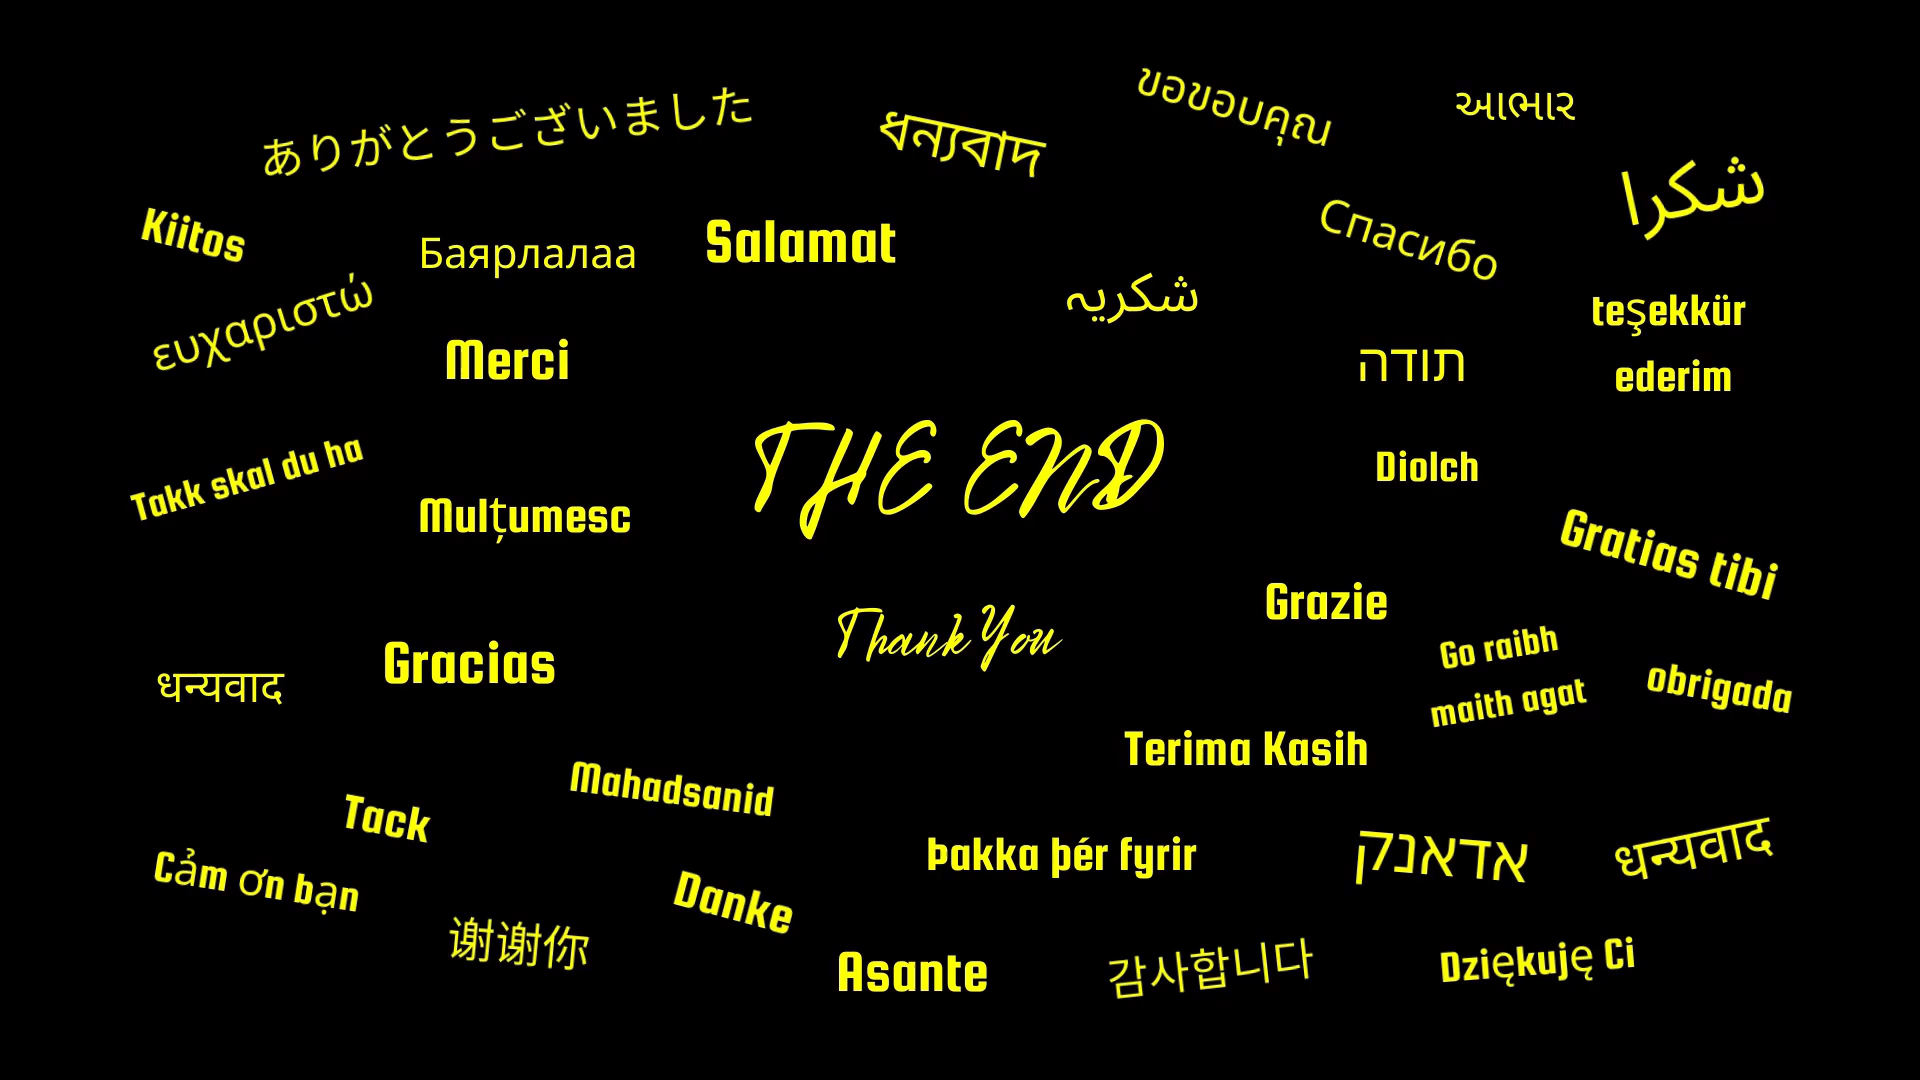 ขอขอบคุณ
આભાર
ありがとうございました
ধন্যবাদ
شكرا
Kiitos
Баярлалаа
Salamat
Спасибо
شکریہ
teşekkür
ederim
ευχαριστώ
Merci
תודה
Takk skal du ha
THE END
Diolch
Mulțumesc
Gratias tibi
Grazie
Thank You
Go raibh
maith agat
Gracias
धन्यवाद
obrigada
Terima Kasih
Mahadsanid
Tack
Cảm ơn bạn
þakka þér fyrir
אדאנק
धन्यवाद
Danke
谢谢你
Asante
감사합니다
Dziękuję Ci